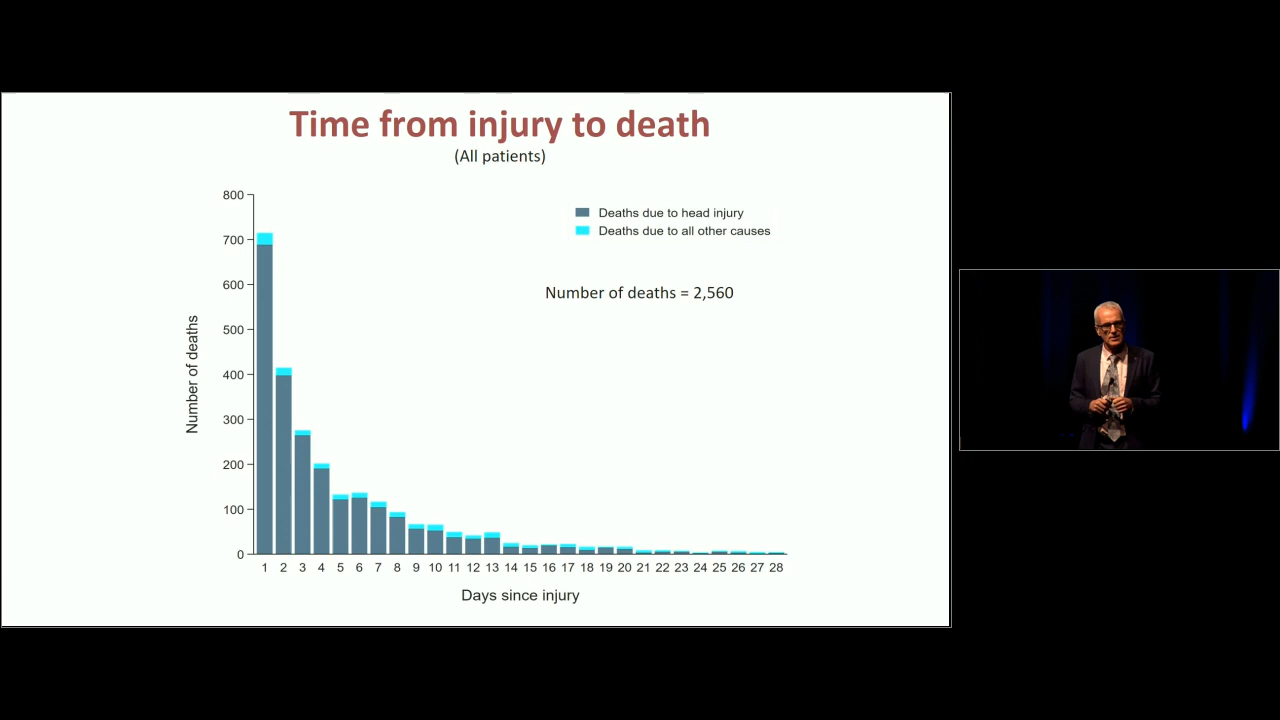 Time from injury to death
(All patients)
800
700
600
500
400
300
200
100
0
Number of deaths
Deaths due to head injury
Deaths due to all other causes
Number of deaths = 2,560
1 2 3 4 5 6 7 8 9 10 11 12 13 14 15 16 17 18 19 20 21 22 23 24 25 26 27 28
Days since injury